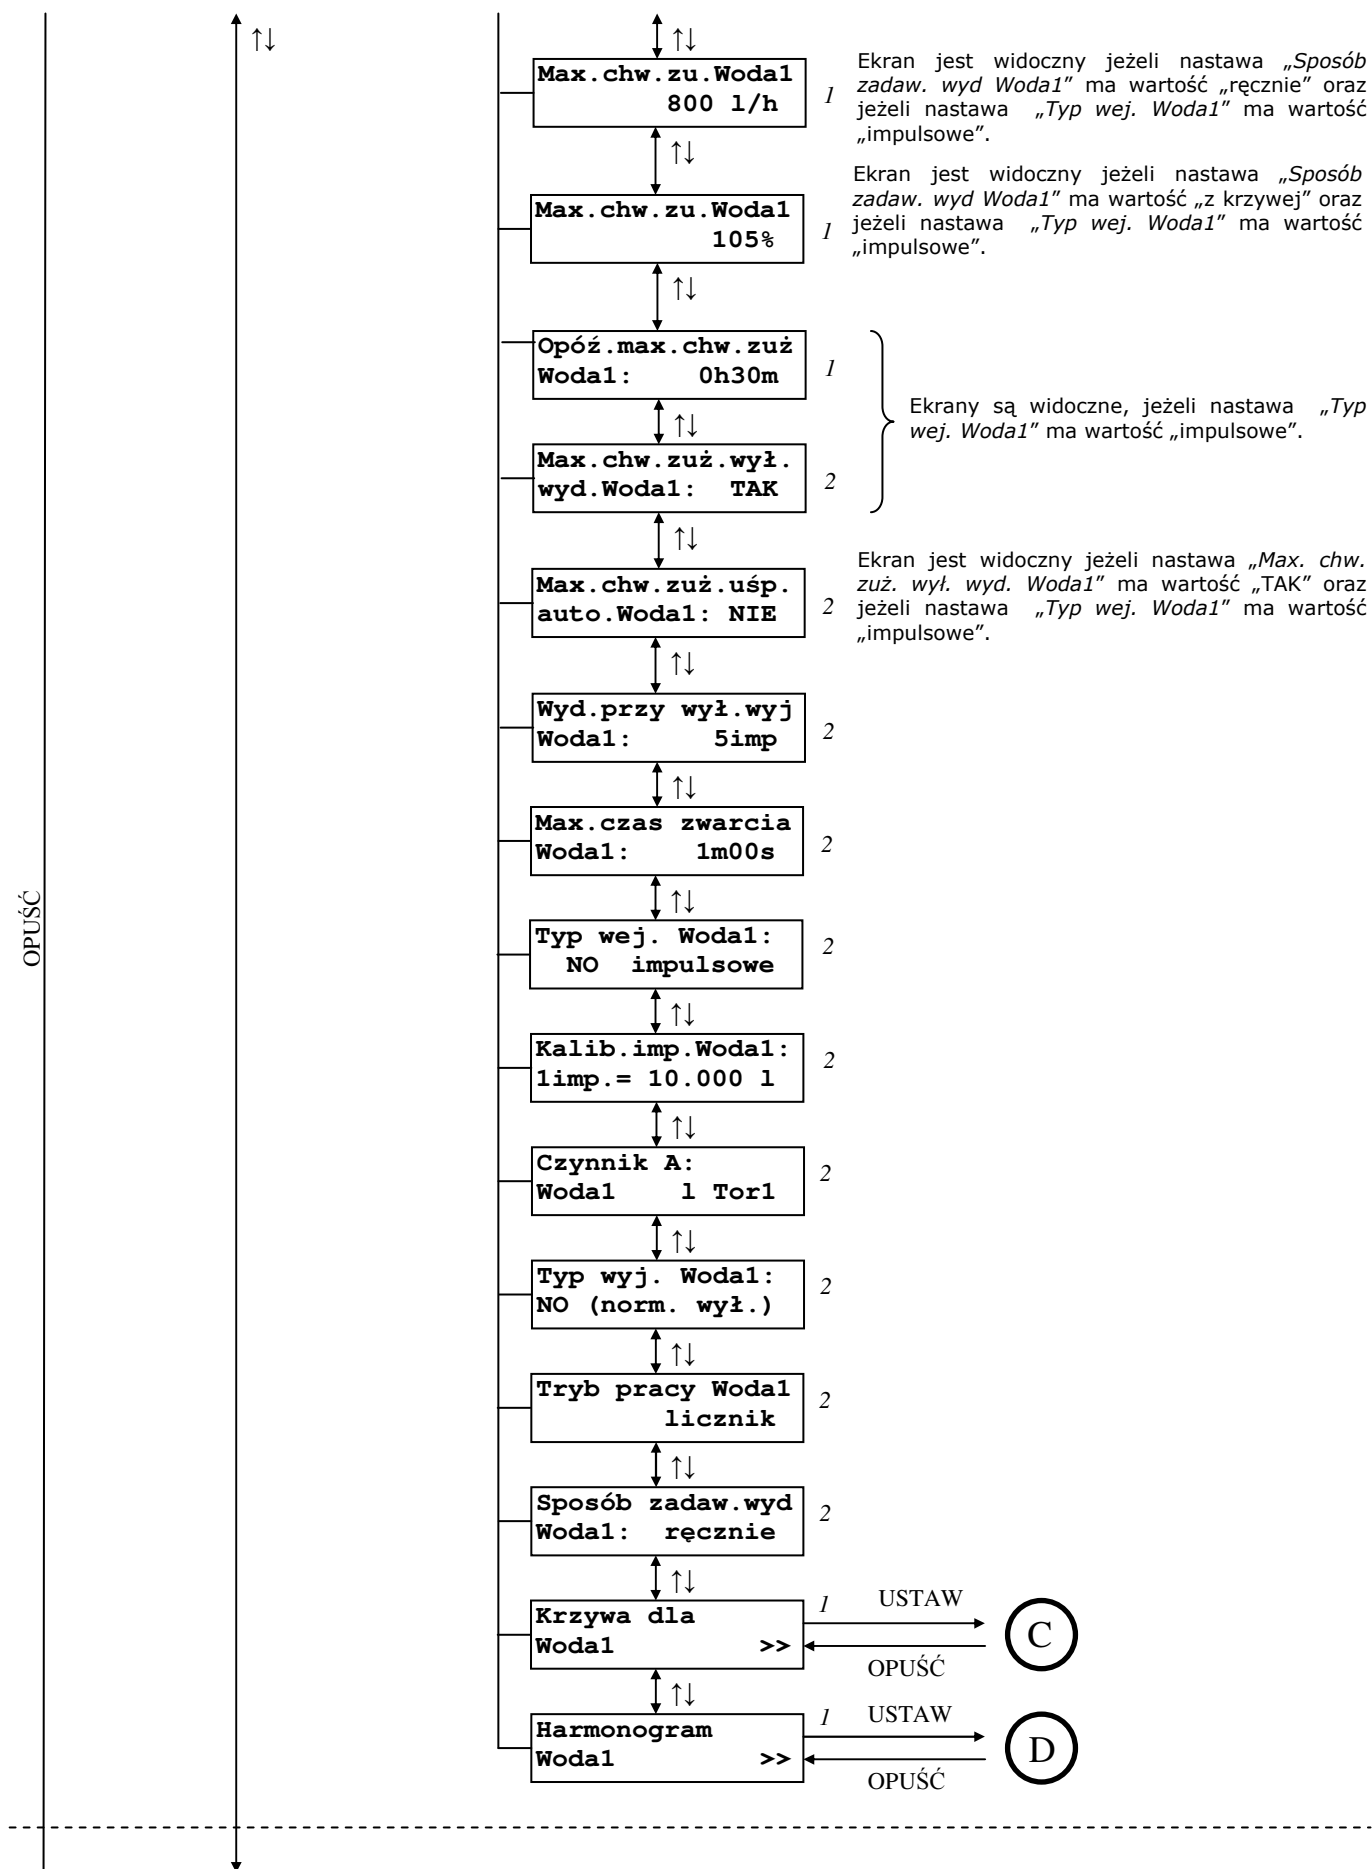 ↑↓
↑↓
Max.chw.zu.Woda1
800 l/h
1
Ekran jest widoczny jeżeli nastawa „Sposób
zadaw. wyd Woda1” ma wartość „ręcznie” oraz
jeżeli nastawa „Typ wej. Woda1” ma wartość
„impulsowe”.
↑↓
Max.chw.zu.Woda1
105%
1
Ekran jest widoczny jeżeli nastawa „Sposób
zadaw. wyd Woda1” ma wartość „z krzywej” oraz
jeżeli nastawa „Typ wej. Woda1” ma wartość
„impulsowe”.
↑↓
Opóź.max.chw.zuż
Woda1: 0h30m
1
↑↓
Max.chw.zuż.wył.
wyd.Woda1: TAK
2
Ekrany są widoczne, jeżeli nastawa „Typ
wej. Woda1” ma wartość „impulsowe”.
↑↓
Max.chw.zuż.uśp.
auto.Woda1: NIE
2
Ekran jest widoczny jeżeli nastawa „Max. chw.
zuż. wył. wyd. Woda1” ma wartość „TAK” oraz
jeżeli nastawa „Typ wej. Woda1” ma wartość
„impulsowe”.
↑↓
Wyd.przy wył.wyj
Woda1: 5imp
2
↑↓
Max.czas zwarcia
Woda1: 1m00s
2
↑↓
OPUŚĆ
Typ wej. Woda1:
NO impulsowe
2
↑↓
Kalib.imp.Woda1:
1imp.= 10.000 l
2
↑↓
Czynnik A:
Woda1 l Tor1
2
↑↓
Typ wyj. Woda1:
NO (norm. wył.)
2
↑↓
Tryb pracy Woda1
licznik
2
↑↓
Sposób zadaw.wyd
Woda1: ręcznie
2
↑↓
Krzywa dla
Woda1 >>
1
USTAW
OPUŚĆ
C
↑↓
Harmonogram
Woda1 >>
1
USTAW
OPUŚĆ
D